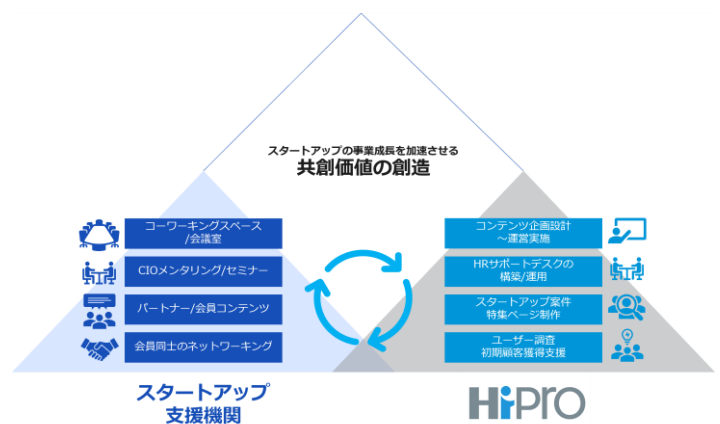 スタートアップの事業成長を加速させる
共創価値の創造
コーワーキングスペース
/会議室
CIOメンタリング/セミナー
パートナー/会員コンテンツ
会員同士のネットワーキング
スタートアップ
支援機関
コンテンツ企画設計
～運営実施
HRサポートデスクの
構築/運用
スタートアップ案件
特集ページ制作
ユーザー調査
初期顧客獲得支援
HiPro